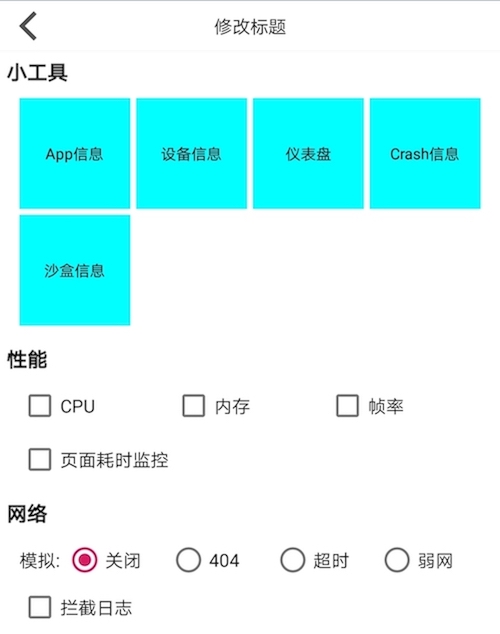 修改标题
小工具
App信息 设备信息 仪表盘 Crash信息
沙盒信息
性能
CPU 内存 帧率
页面耗时监控
网络
模拟: 关闭 404 超时 弱网
拦截日志